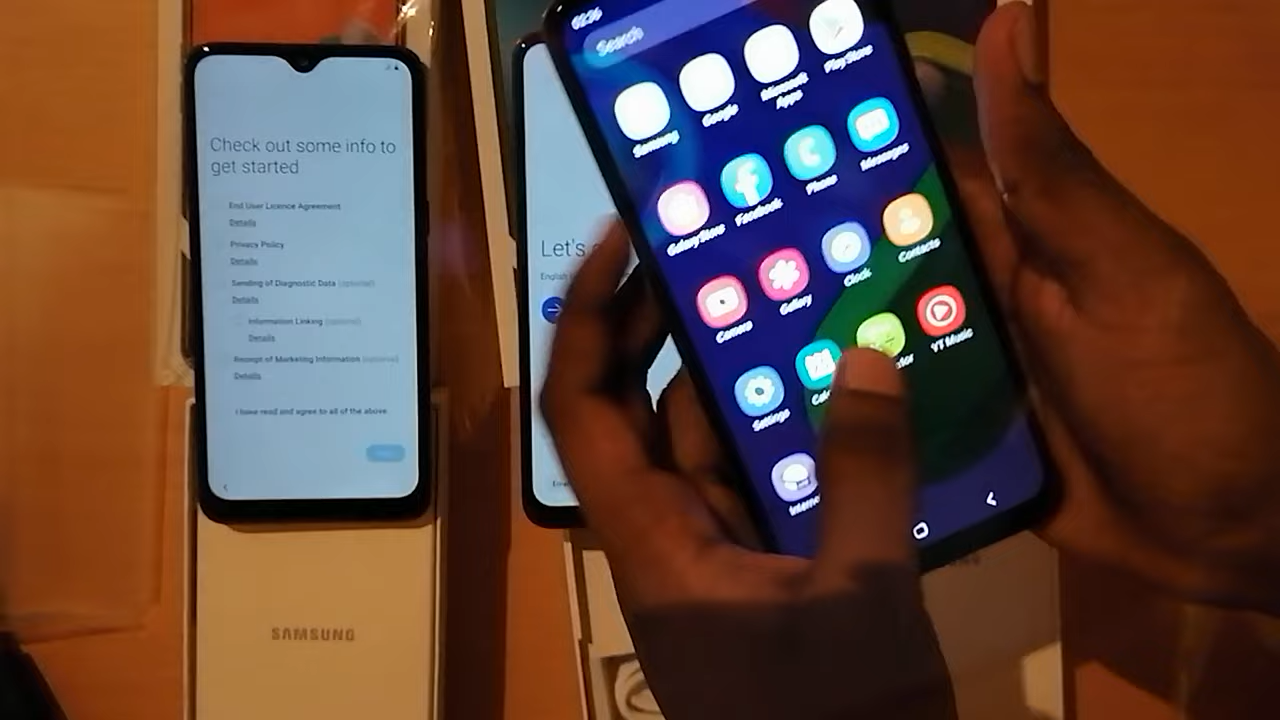 Check out some info to
get started
End User Licence Agreement
Details
Privacy Policy
Details
Sending of Diagnostic Data (optional)
Details
Information Linking (optional)
Details
Receipt of Marketing Information (optional)
Details
I have read and agree to all of the above
SAMSUNG
Let's
English
Search
Samsung
Google
Microsoft
Apps
Play Store
Galaxy Store
Facebook
Phone
Messages
Camera
Gallery
Clock
Contacts
Settings
YT Music